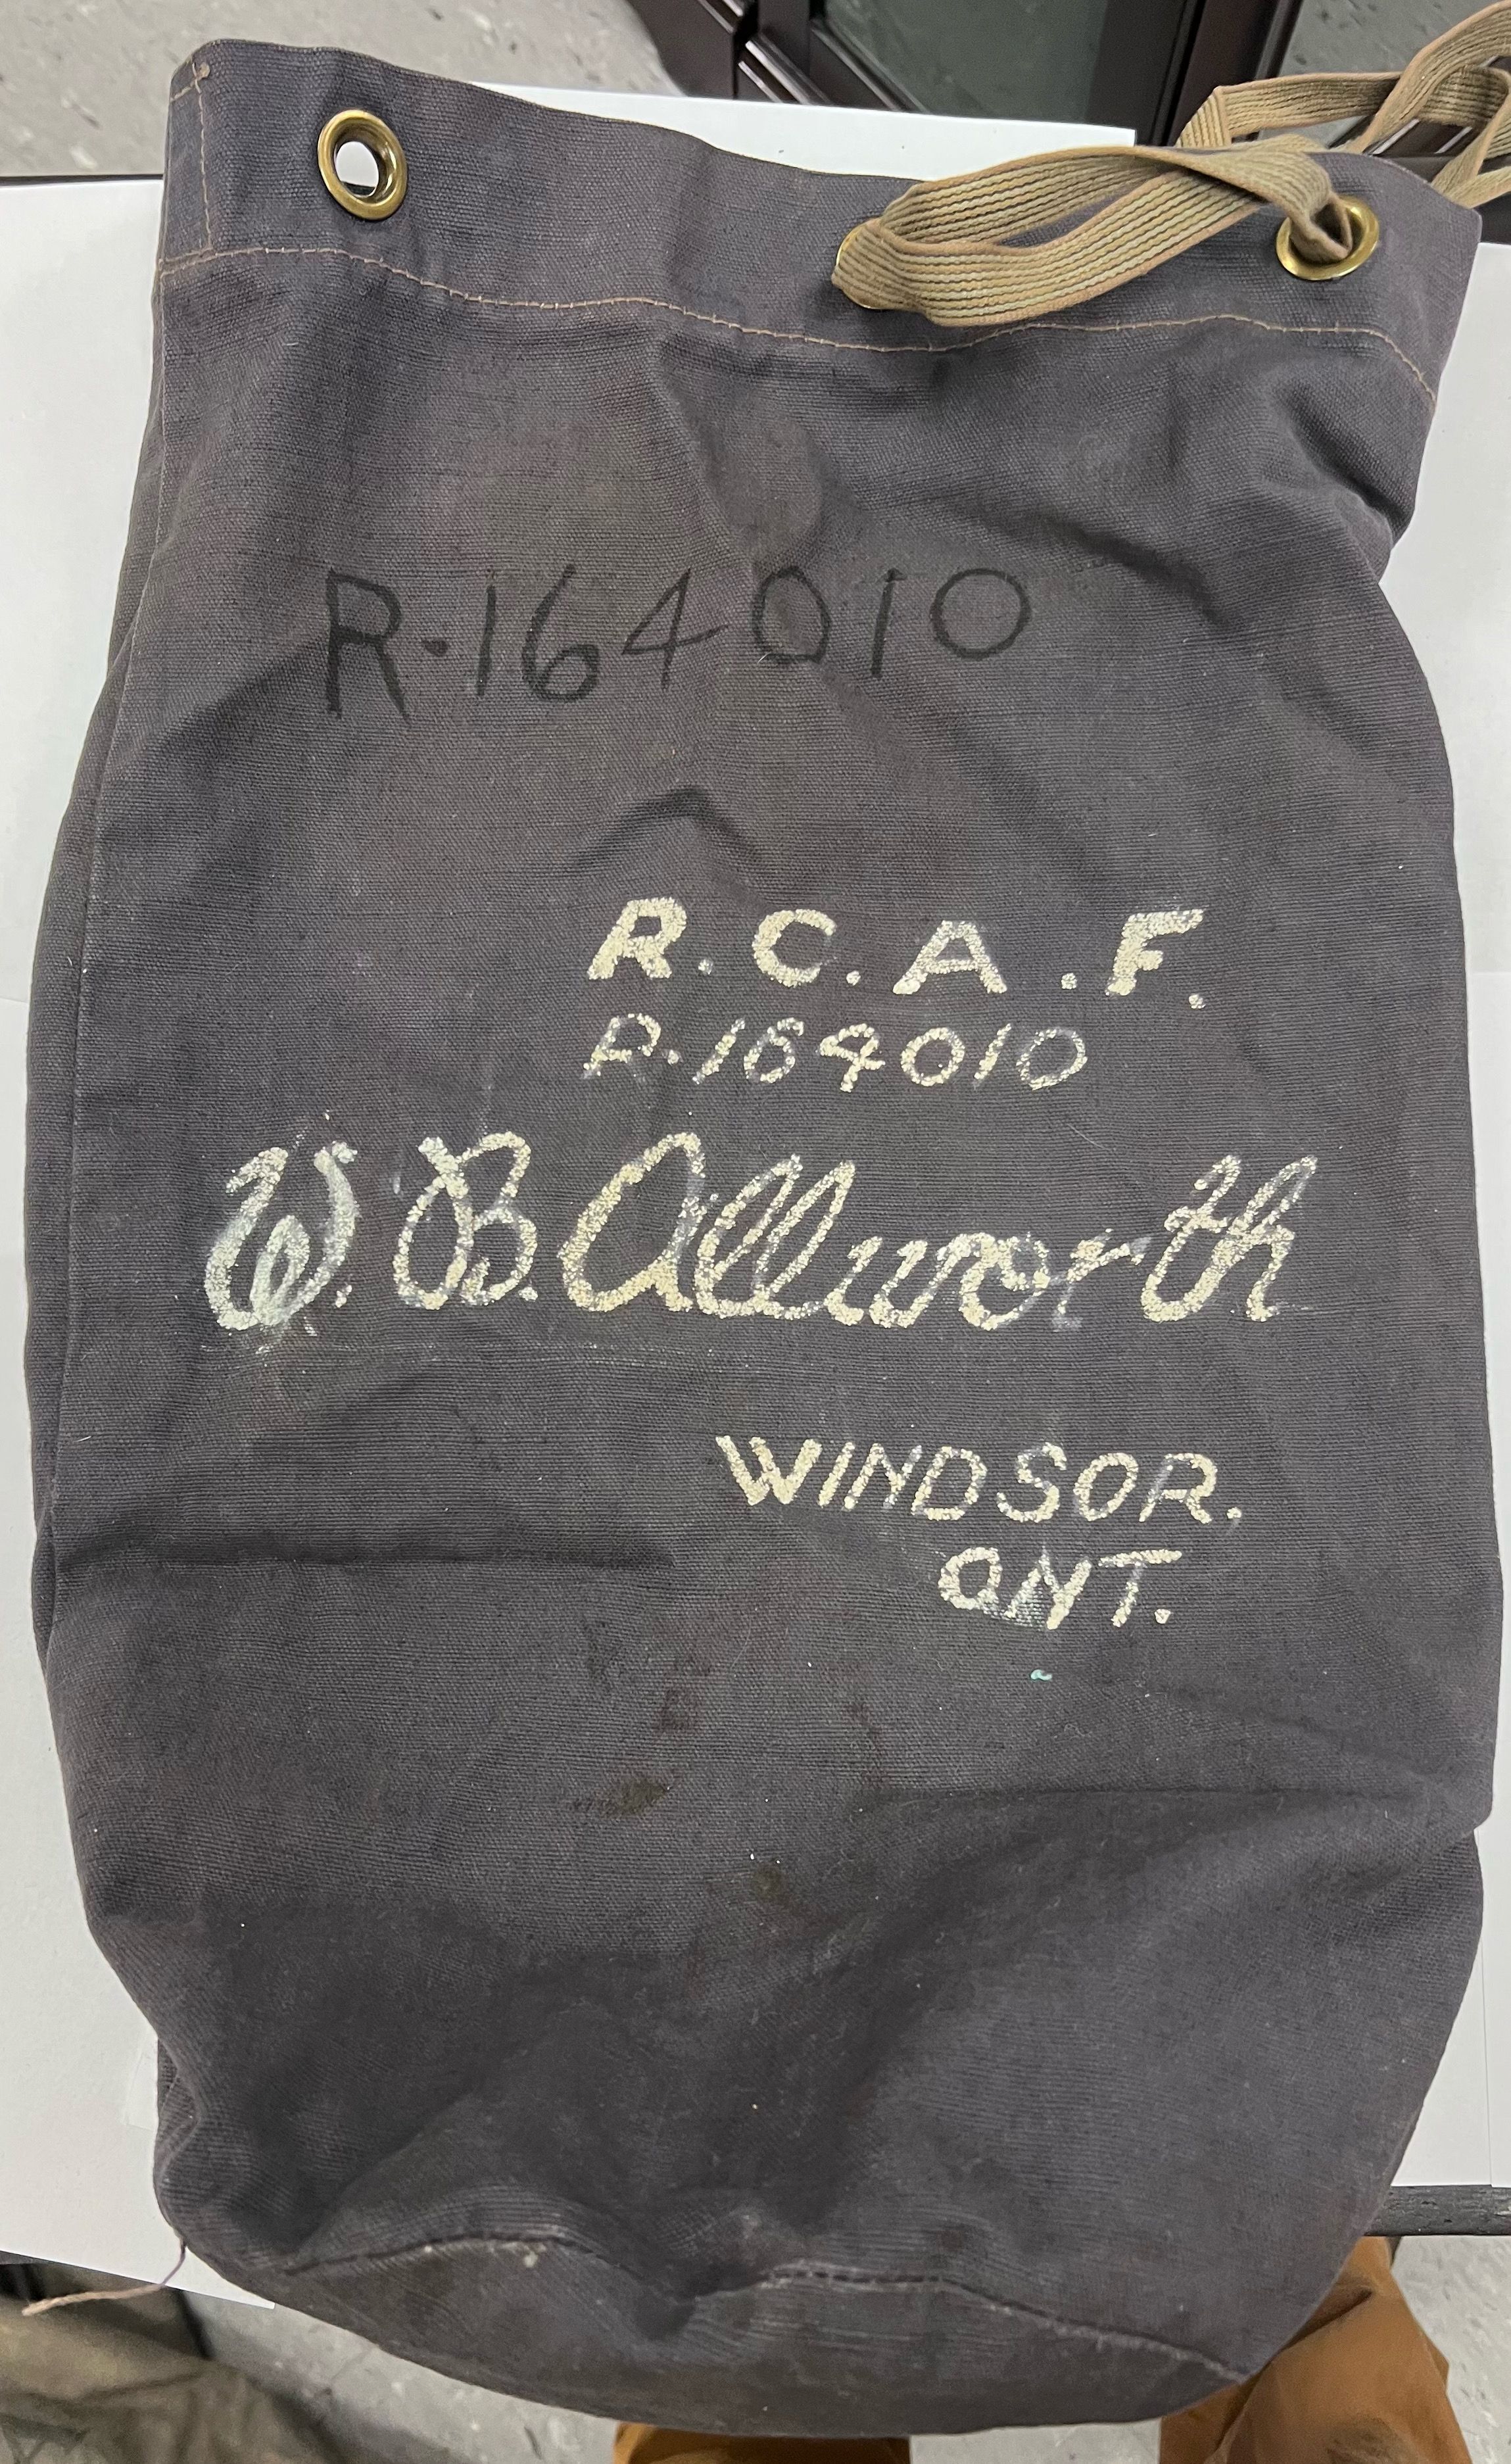 R·164010
R.C.A.F.
R.164010
W.B.Allworth
WINDSOR.
ONT.